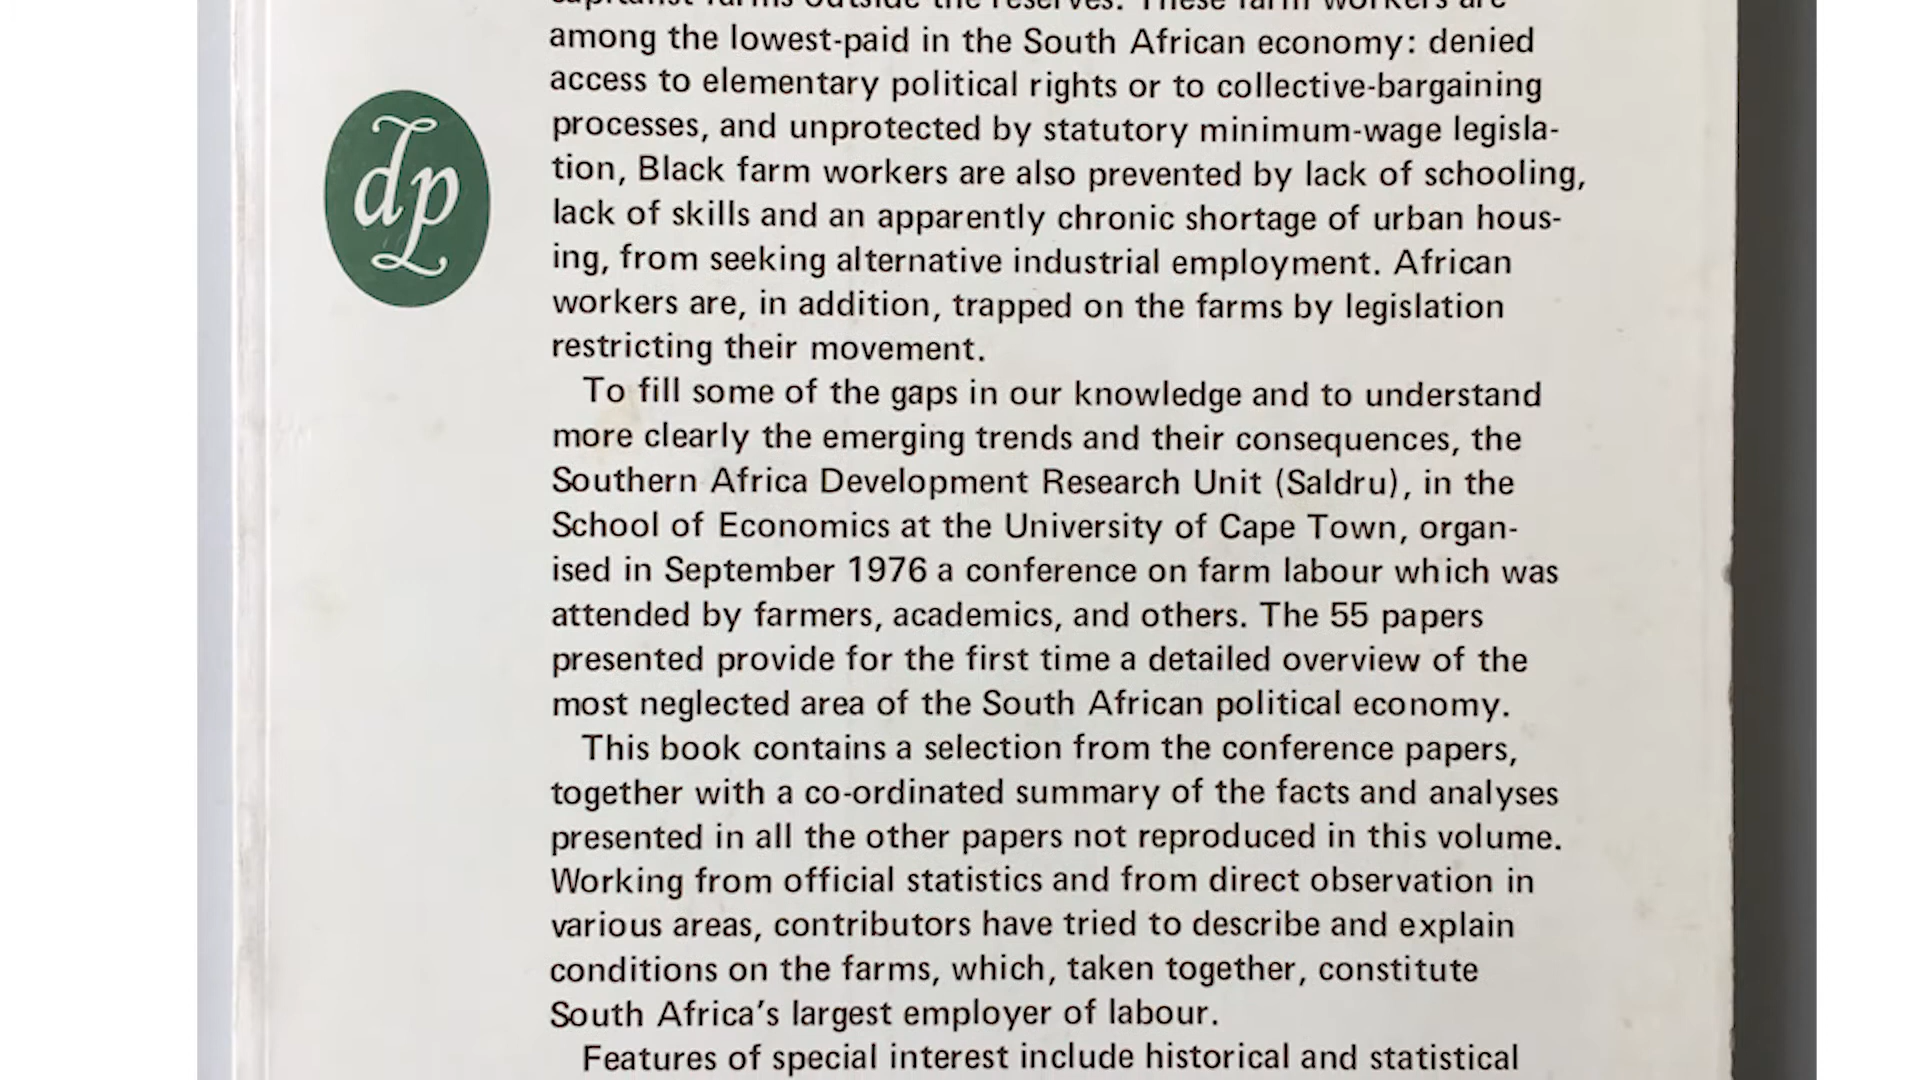 capitalist farms outside the reserves. These farm workers are
among the lowest-paid in the South African economy: denied
access to elementary political rights or to collective-bargaining
processes, and unprotected by statutory minimum-wage legisla-
tion, Black farm workers are also prevented by lack of schooling,
lack of skills and an apparently chronic shortage of urban hous-
ing, from seeking alternative industrial employment. African
workers are, in addition, trapped on the farms by legislation
restricting their movement.
dp
To fill some of the gaps in our knowledge and to understand
more clearly the emerging trends and their consequences, the
Southern Africa Development Research Unit (Saldru), in the
School of Economics at the University of Cape Town, organ-
ised in September 1976 a conference on farm labour which was
attended by farmers, academics, and others. The 55 papers
presented provide for the first time a detailed overview of the
most neglected area of the South African political economy.
This book contains a selection from the conference papers,
together with a co-ordinated summary of the facts and analyses
presented in all the other papers not reproduced in this volume.
Working from official statistics and from direct observation in
various areas, contributors have tried to describe and explain
conditions on the farms, which, taken together, constitute
South Africa's largest employer of labour.
Features of special interest include historical and statistical